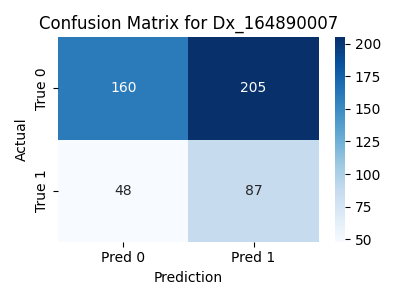 Confusion Matrix for Dx_164890007
Actual
True 0
160
205
True 1
48
87
Pred 0
Pred 1
Prediction
200
175
150
125
100
75
50